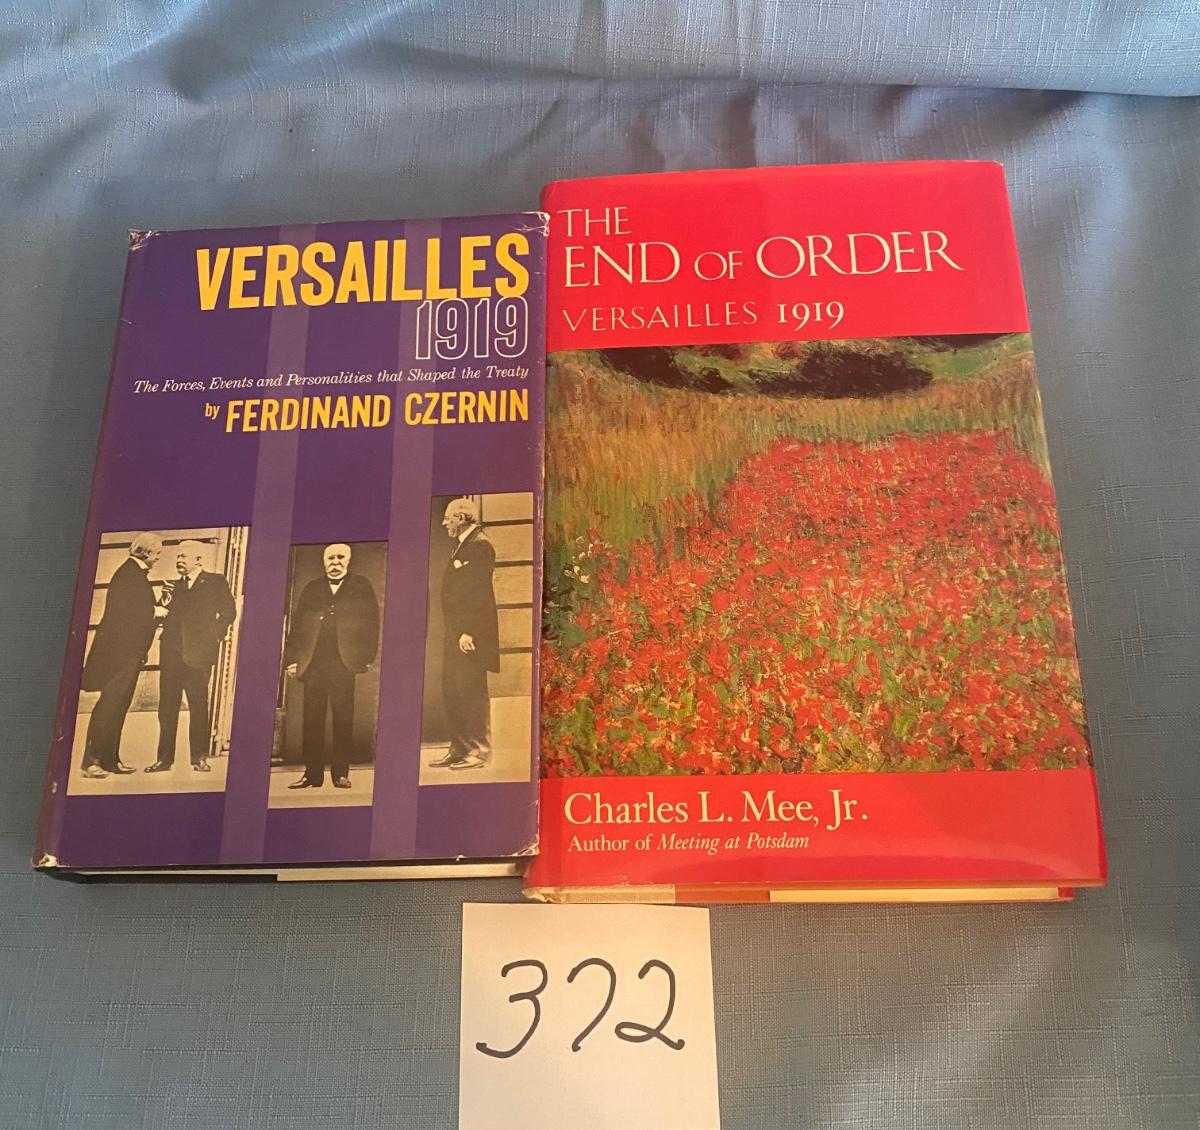 VERSAILLES
1919
The Forces, Events and Personalities that Shaped the Treaty
by FERDINAND CZERNIN
THE
END OF ORDER
VERSAILLES 1919
Charles L. Mee, Jr.
Author of Meeting at Potsdam
372